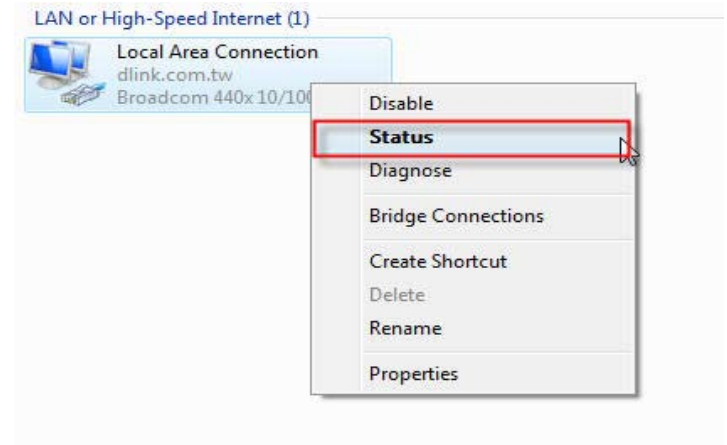 LAN or High-Speed Internet (1)
Local Area Connection
dlink.com.tw
Broadcom 440x 10/100
Disable
Status
Diagnose
Bridge Connections
Create Shortcut
Delete
Rename
Properties